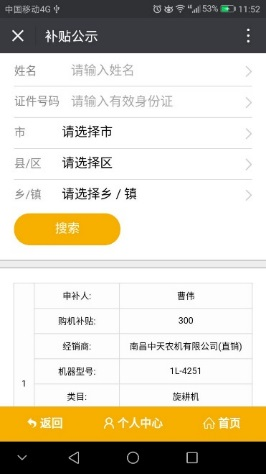 中国移动4G 53% 11:52
补贴公示
姓名 请输入姓名
证件号码 请输入有效身份证
市 请选择市
县/区 请选择区
乡/镇 请选择乡 / 镇
搜索
申补人: 曹伟
购机补贴: 300
经销商: 南昌中天农机有限公司(直销)
机器型号: 1L-4251
1
类目: 旋耕机
返回 个人中心 首页